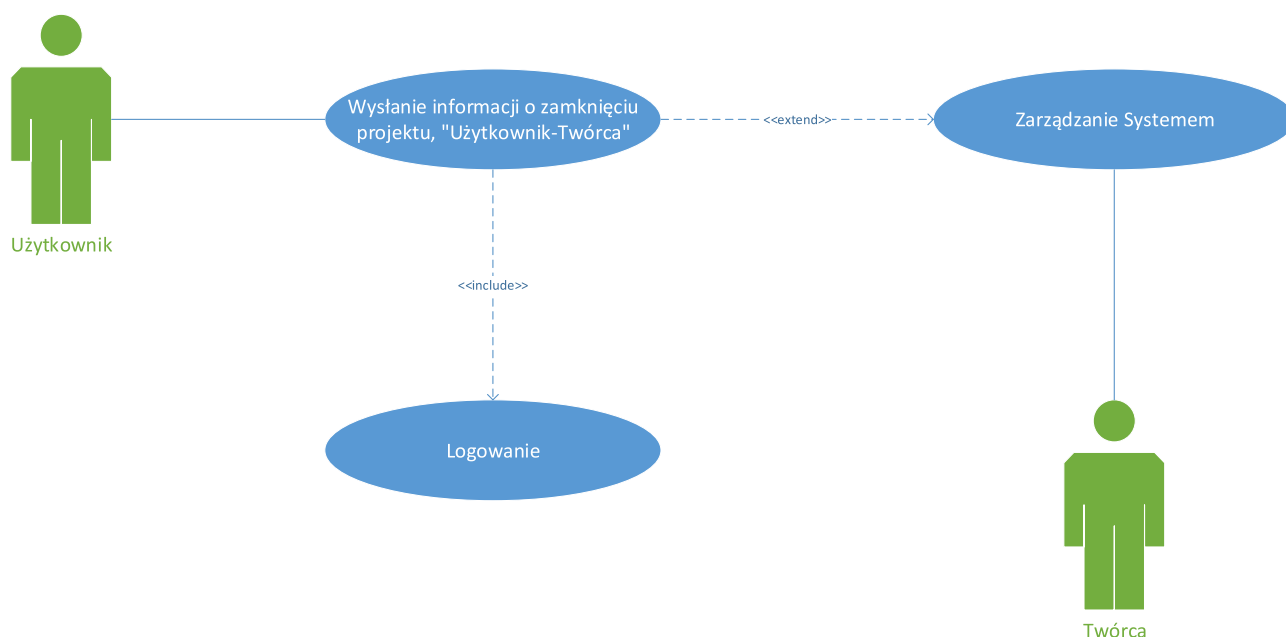 Wysłanie informacji o zamknięciu
projektu, "Użytkownik-Twórca"
<<extend>>
Zarządzanie Systemem
Użytkownik
<<include>>
Logowanie
Twórca